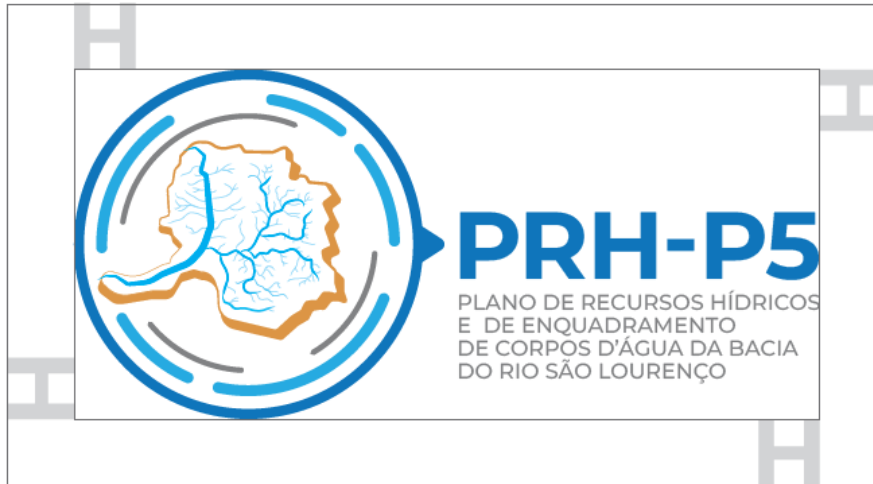 H
H
PRH-P5
PLANO DE RECURSOS HÍDRICOS
E DE ENQUADRAMENTO
DE CORPOS D'ÁGUA DA BACIA
DO RIO SÃO LOURENÇO
H
H